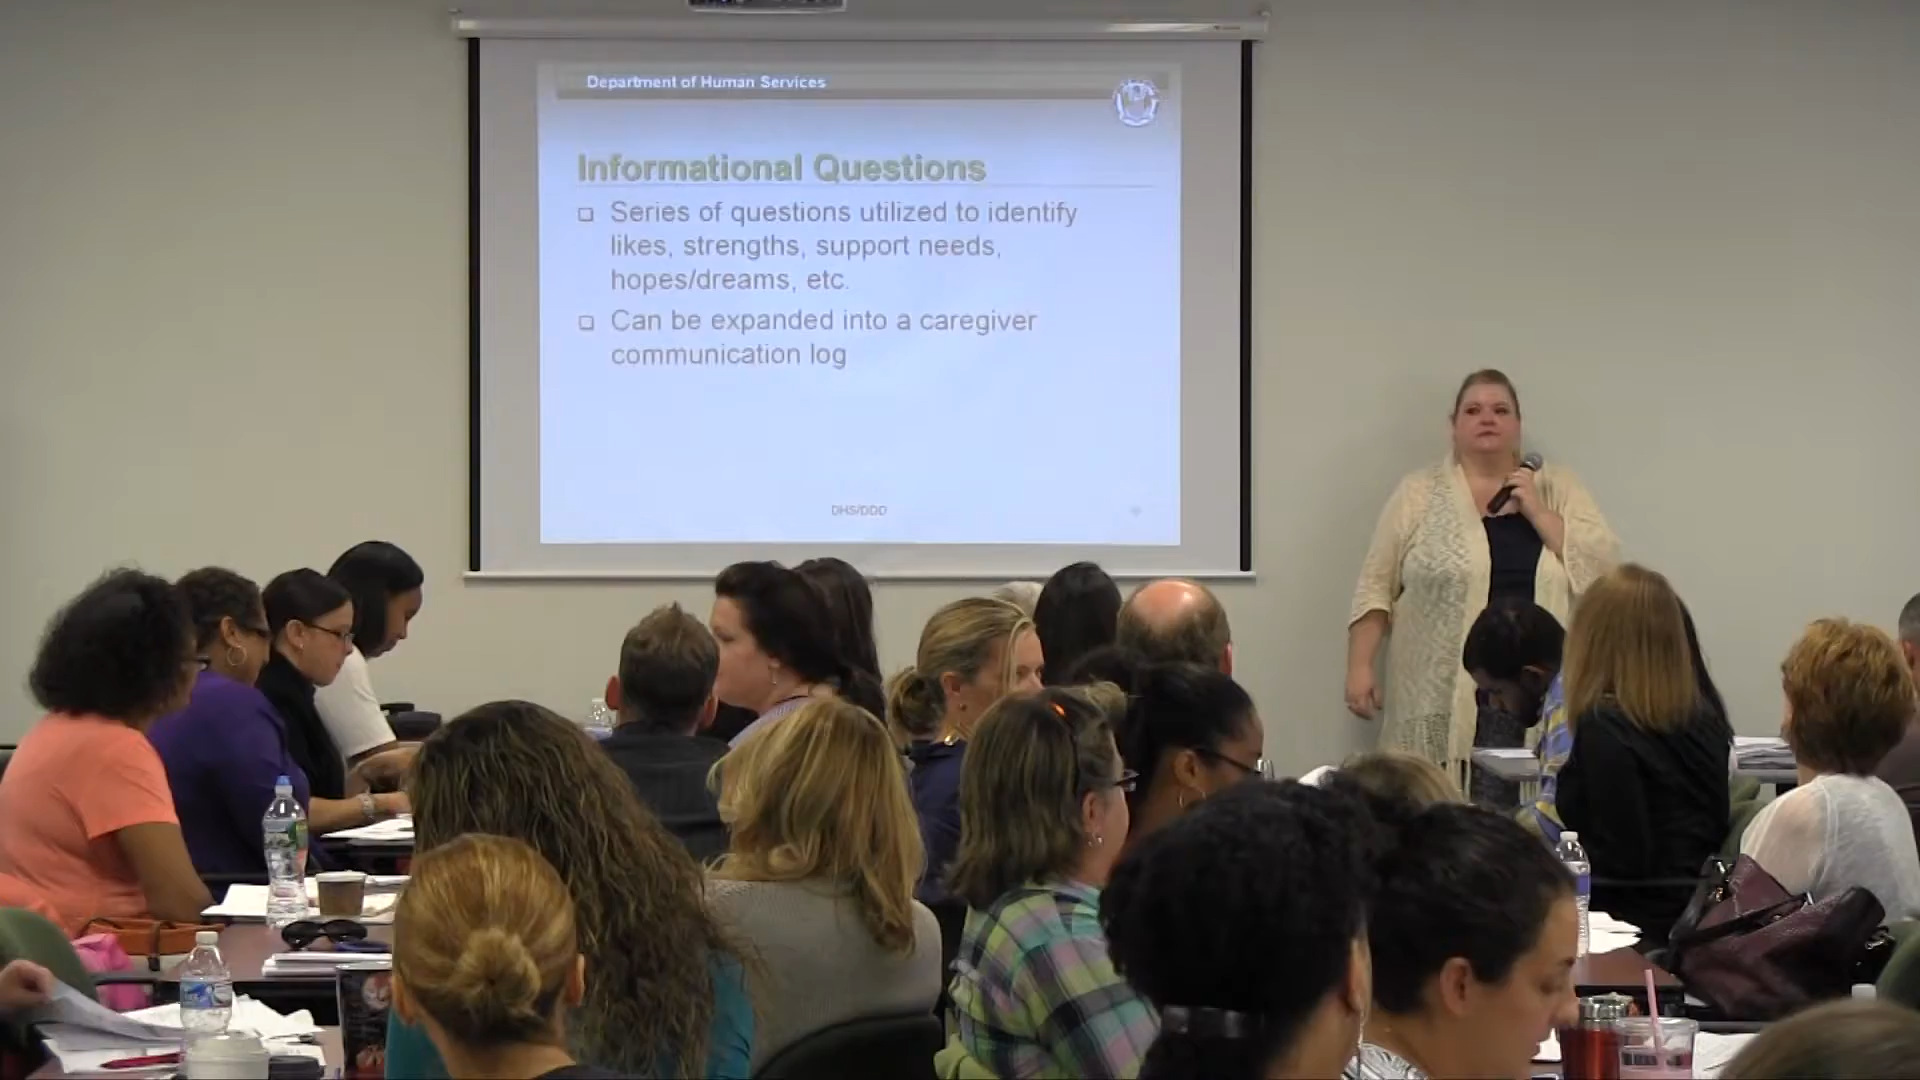 Department of Human Services
Informational Questions
Series of questions utilized to identify
likes, strengths, support needs,
hopes/dreams, etc.
Can be expanded into a caregiver
communication log
DHS/DDD